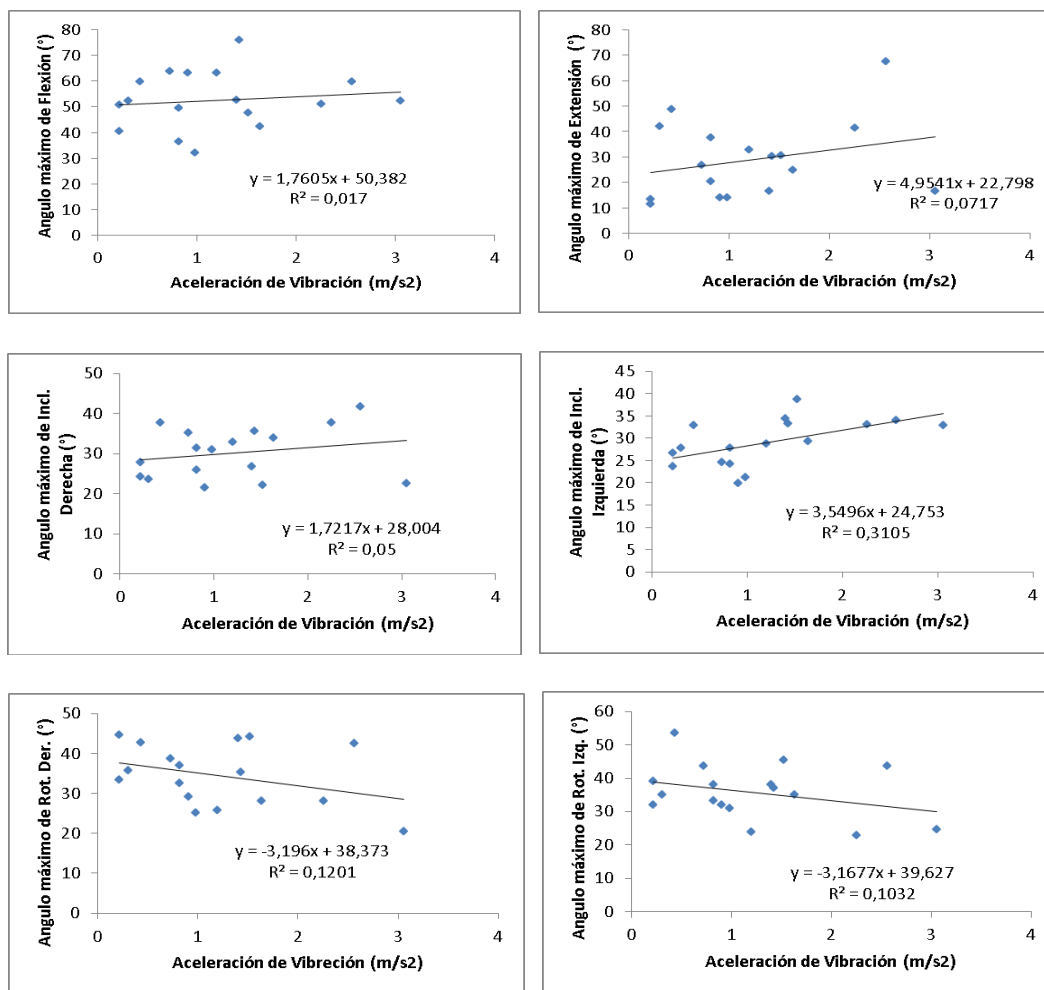 Angulo máximo de Flexión (°)
80
70
60
50
40
30
20
10
0
y = 1,7605x + 50,382
R² = 0,017
0 1 2 3 4
Aceleración de Vibración (m/s2)
Angulo máximo de Extensión (°)
80
70
60
50
40
30
20
10
0
y = 4,9541x + 22,798
R² = 0,0717
0 1 2 3 4
Aceleración de Vibración (m/s2)
Angulo máximo de Incl.
Derecha (°)
50
40
30
20
10
0
y = 1,7217x + 28,004
R² = 0,05
0 1 2 3 4
Aceleración de Vibración (m/s2)
Angulo máximo de Incl.
Izquierda (°)
45
40
35
30
25
20
15
10
5
0
y = 3,5496x + 24,753
R² = 0,3105
0 1 2 3 4
Aceleración de Vibración (m/s2)
Angulo máximo de Rot. Der. (°)
50
40
30
20
10
0
y = -3,196x + 38,373
R² = 0,1201
0 1 2 3 4
Aceleración de Vibreción (m/s2)
Angulo máximo de Rot. Izq. (°)
60
50
40
30
20
10
0
y = -3,1677x + 39,627
R² = 0,1032
0 1 2 3 4
Aceleración de Vibración (m/s2)